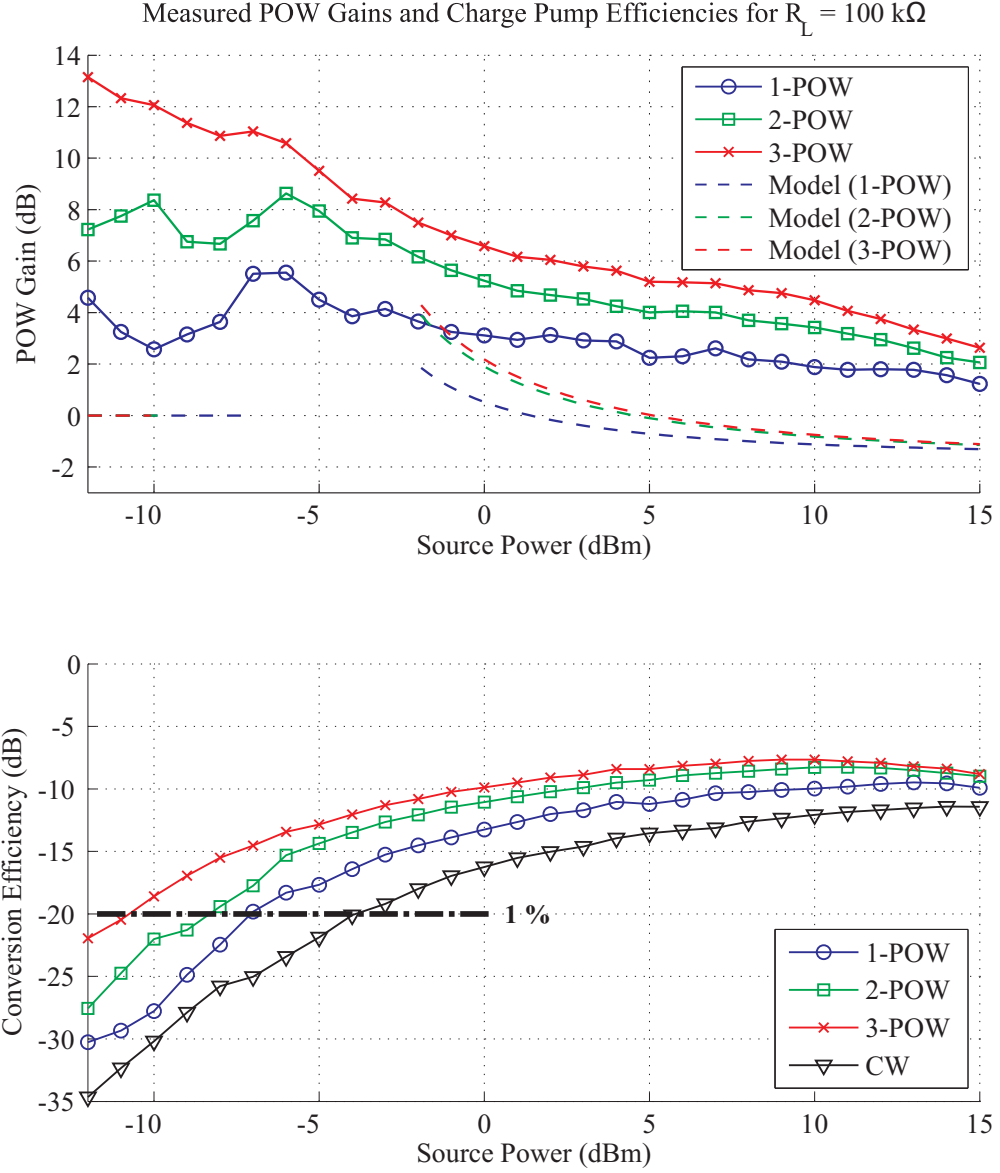 Measured POW Gains and Charge Pump Efficiencies for R_L = 100 kΩ
14
12
10
8
6
4
2
0
-2
POW Gain (dB)
1-POW
2-POW
3-POW
Model (1-POW)
Model (2-POW)
Model (3-POW)
-10
-5
0
5
10
15
Source Power (dBm)
0
-5
-10
-15
-20
-25
-30
-35
Conversion Efficiency (dB)
1 %
1-POW
2-POW
3-POW
CW
-10
-5
0
5
10
15
Source Power (dBm)